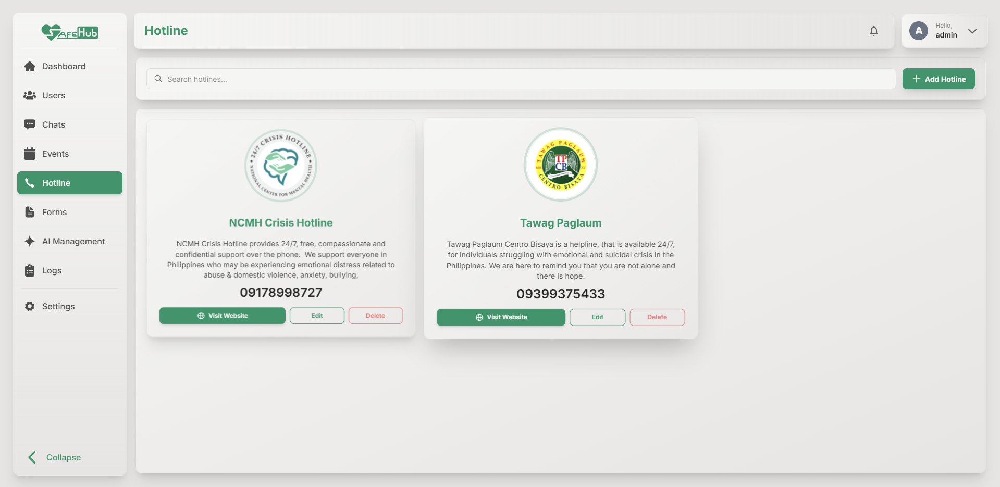 SAFEHub
Hotline
A
Hello,
admin
Dashboard
Users
Chats
Events
Hotline
Forms
AI Management
Logs
Settings
Collapse
Search hotlines...
Add Hotline
• 24/7 CRISIS HOTLINE •
NATIONAL CENTER FOR MENTAL HEALTH
NCMH Crisis Hotline
NCMH Crisis Hotline provides 24/7, free, compassionate and
confidential support over the phone.  We support everyone in
Philippines who may be experiencing emotional distress related to
abuse & domestic violence, anxiety, bullying,
09178998727
Visit Website
Edit
Delete
TAWAG PAGLAUM
TP
CB
CENTRO BISAYA
Tawag Paglaum
Tawag Paglaum Centro Bisaya is a helpline, that is available 24/7,
for individuals struggling with emotional and suicidal crisis in the
Philippines. We are here to remind you that you are not alone and
there is hope.
09399375433
Visit Website
Edit
Delete